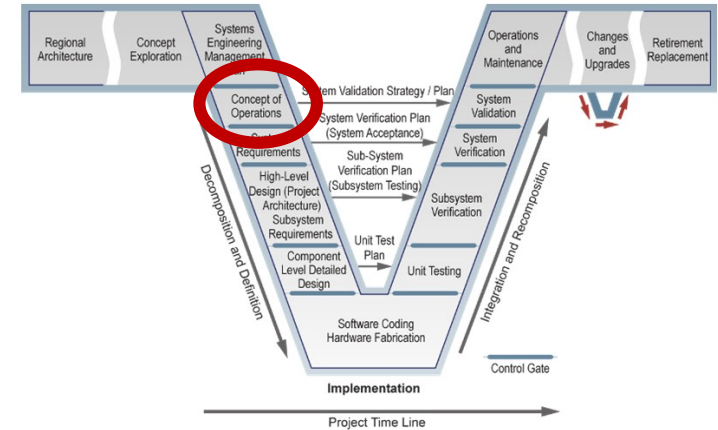 Regional
Architecture
Concept
Exploration
Systems
Engineering
Management
Concept of
Operations
Requirements
High-Level
Design (Project
Architecture)
Subsystem
Requirements
Component
Level Detailed
Design
Software Coding
Hardware Fabrication
Implementation
System Validation Strategy / Plan
System Verification Plan
(System Acceptance)
Sub-System
Verification Plan
(Subsystem Testing)
Unit Test
Plan
Operations
and
Maintenance
System
Validation
System
Verification
Subsystem
Verification
Unit Testing
Changes
and
Upgrades
Retirement
Replacement
Decomposition and Definition
Integration and Recomposition
Control Gate
Project Time Line